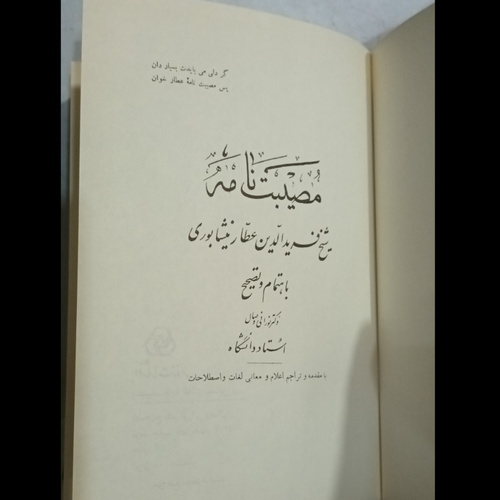 گر دلی می بایدت بسیار دان
پس مصیبت نامهٔ عطار خوان
مصیبت نامه
شیخ فریدالدین عطار نیشابوری
باهتمام و تصحیح
دکتر نورانی وصال
استاد دانشگاه
با مقدمه و تراجم اعلام و معانی لغات و اصطلاحات